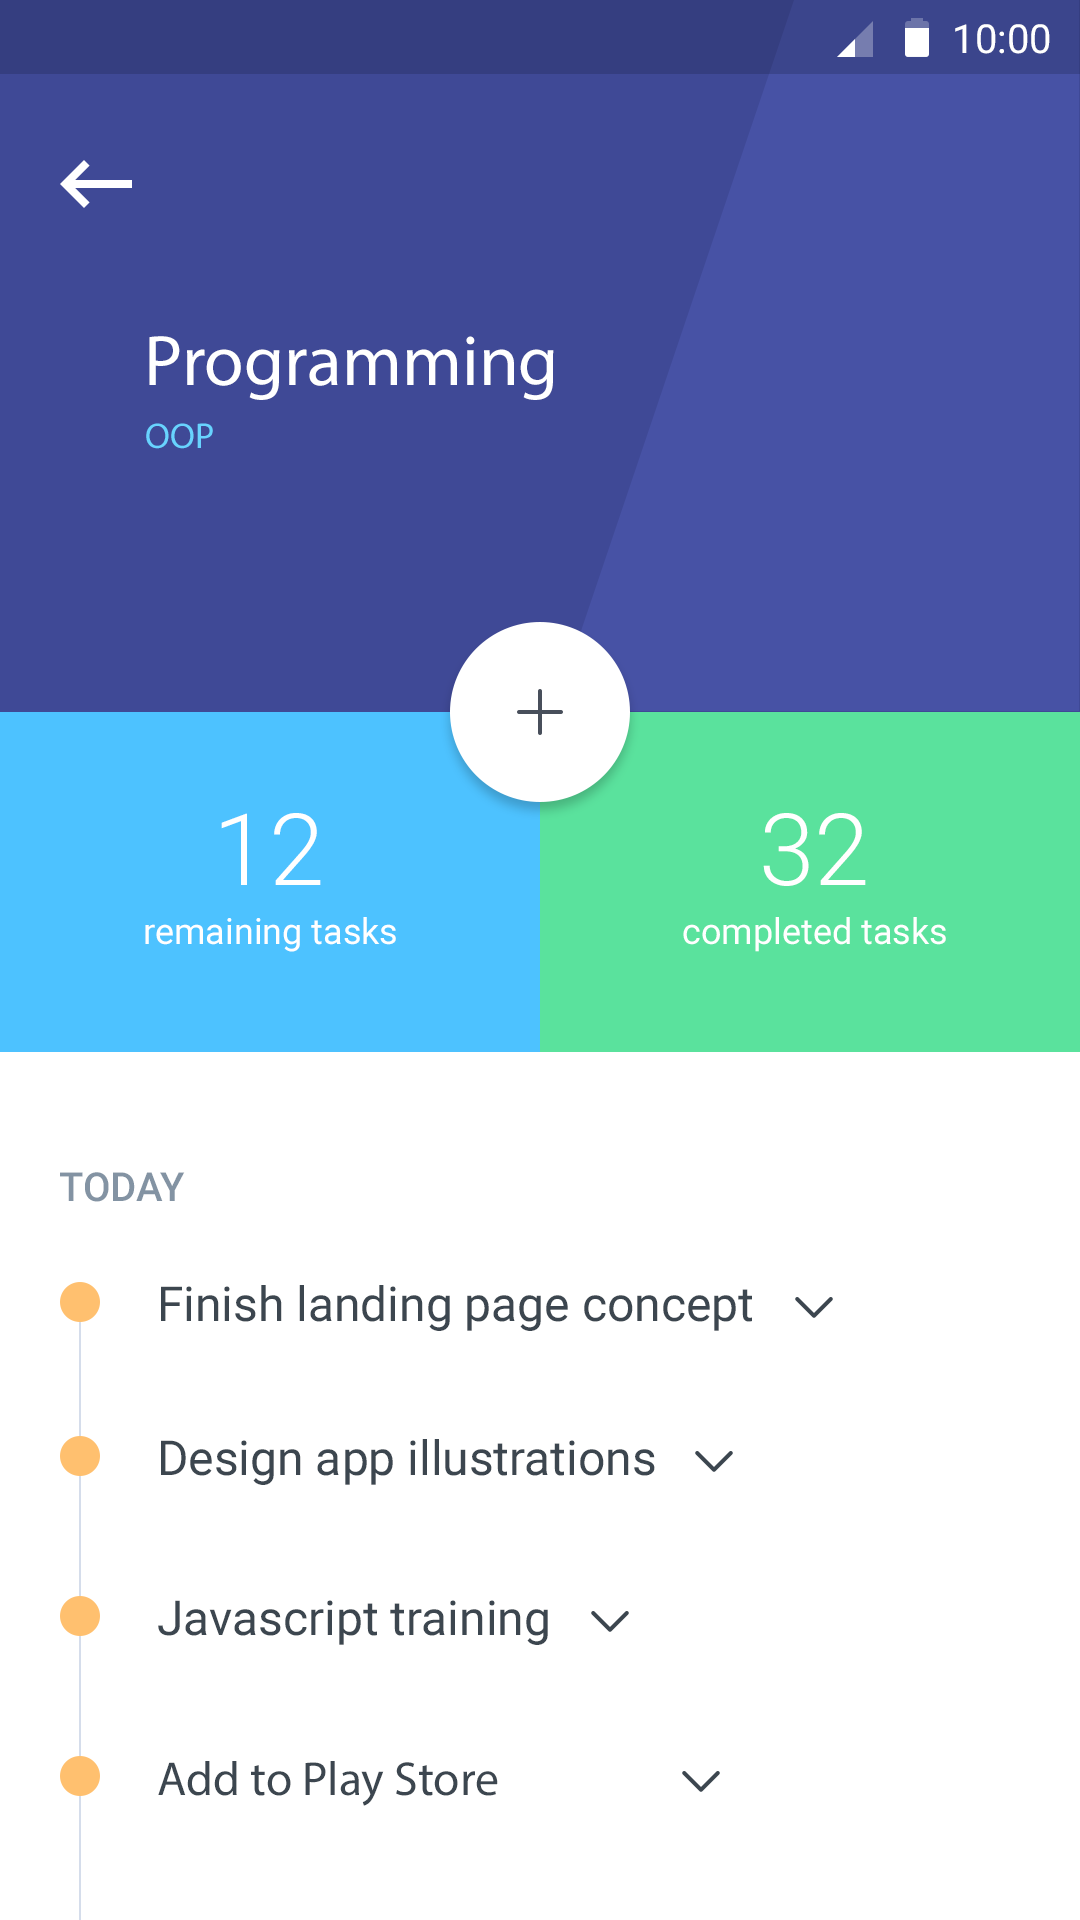 10:00
Programming
OOP
12
remaining tasks
32
completed tasks
TODAY
Finish landing page concept
Design app illustrations
Javascript training
Add to Play Store